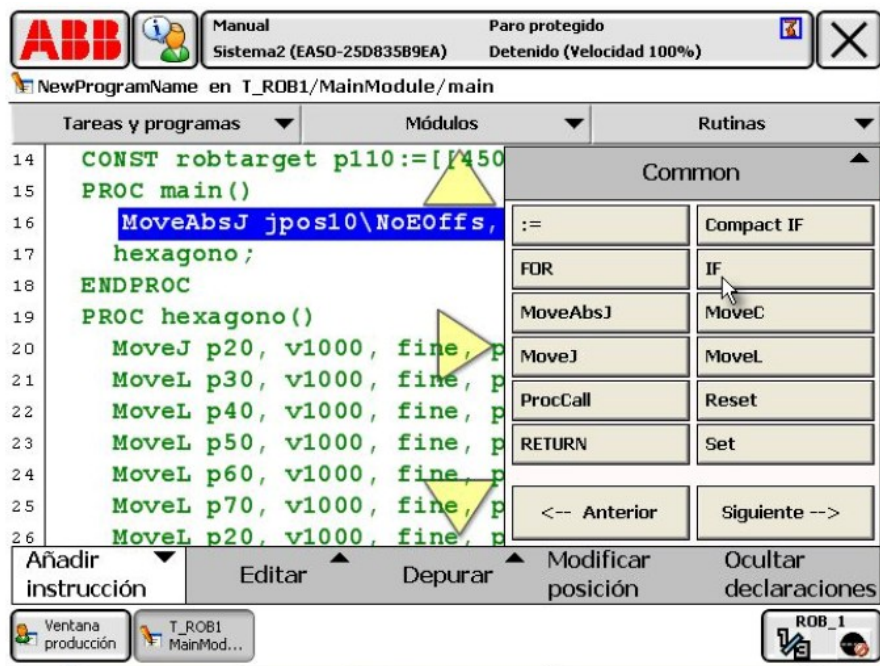 ABB
Manual
Sistema2 (EASO-25D835B9EA)
Paro protegido
Detenido (Velocidad 100%)
NewProgramName en T_ROB1/MainModule/main
Tareas y programas
Módulos
Rutinas
14 CONST robtarget p110:=[[450
15 PROC main()
16 MoveAbsJ jpos10\NoEOffs,
17 hexagono;
18 ENDPROC
19 PROC hexagono()
20 MoveJ p20, v1000, fine, p
21 MoveL p30, v1000, fine, p
22 MoveL p40, v1000, fine, p
23 MoveL p50, v1000, fine, p
24 MoveL p60, v1000, fine, p
25 MoveL p70, v1000, fine, p
26 MoveL p20, v1000, fine, p
Common
:= Compact IF
FOR IF
MoveAbsJ MoveC
MoveJ MoveL
ProcCall Reset
RETURN Set
<-- Anterior Siguiente -->
Añadir instrucción
Editar
Depurar
Modificar posición
Ocultar declaraciones
Ventana producción
T_ROB1 MainMod...
ROB_1